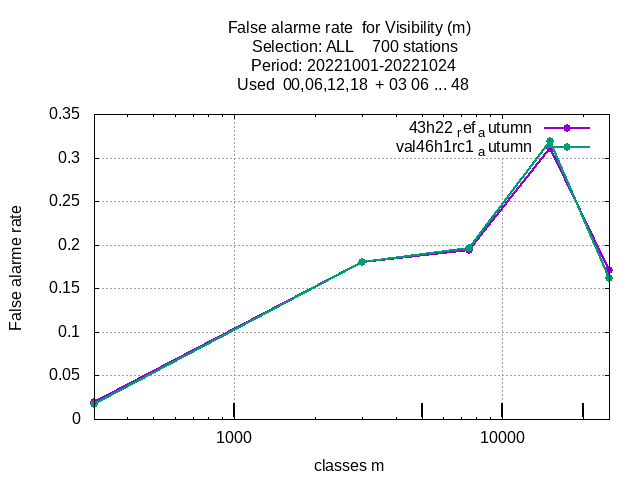 False alarme rate  for Visibility (m)
Selection: ALL    700 stations
Period: 20221001-20221024
Used  00,06,12,18  + 03 06 ... 48
43h22 ref a utumn
val46h1rc1 a utumn
0.35
0.3
0.25
0.2
0.15
0.1
0.05
0
False alarme rate
1000
10000
classes m